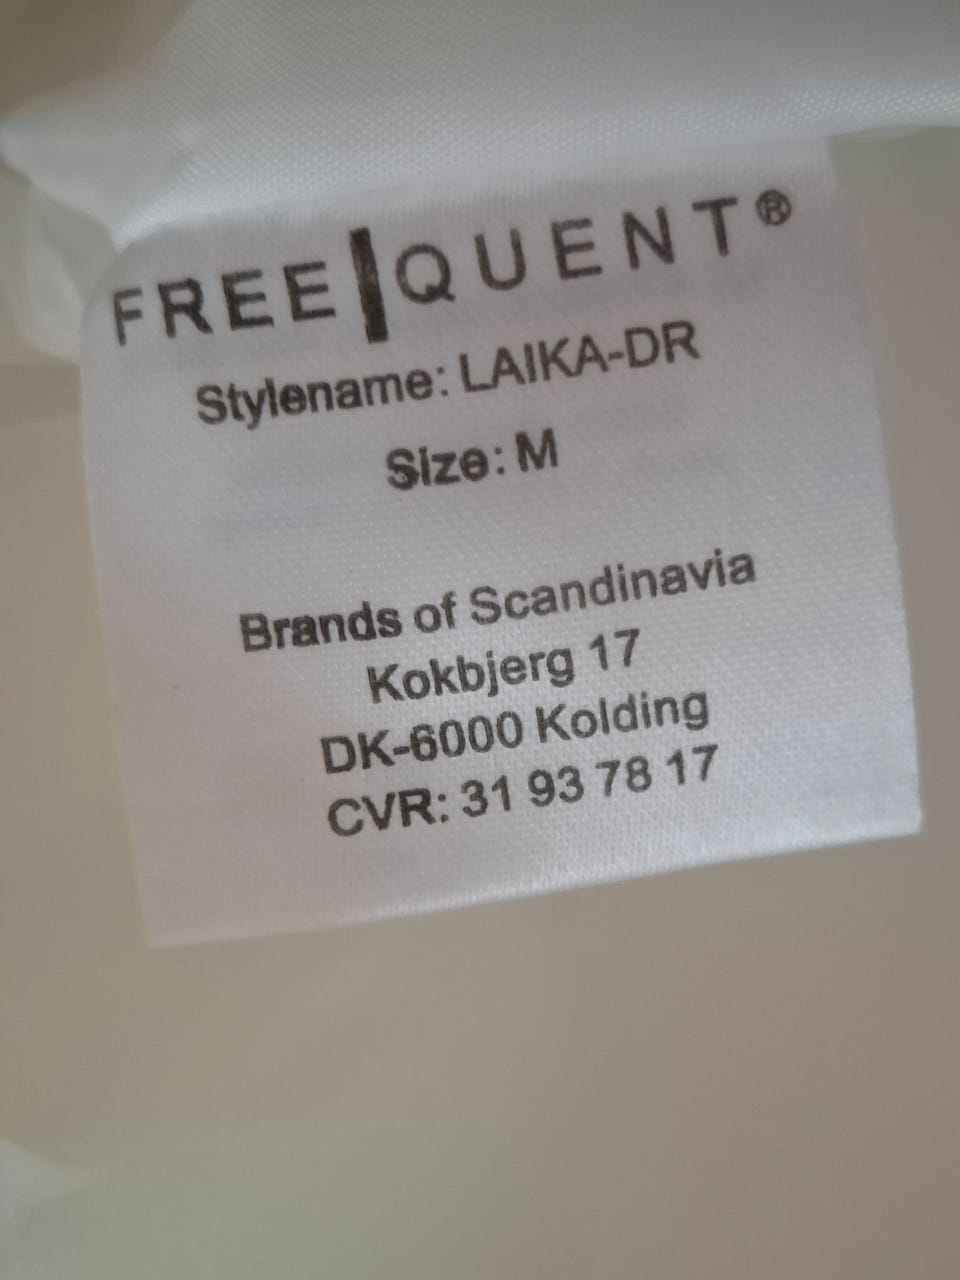 FREE|QUENT®
Stylename: LAIKA-DR
Size: M
Brands of Scandinavia
Kokbjerg 17
DK-6000 Kolding
CVR: 31 93 78 17